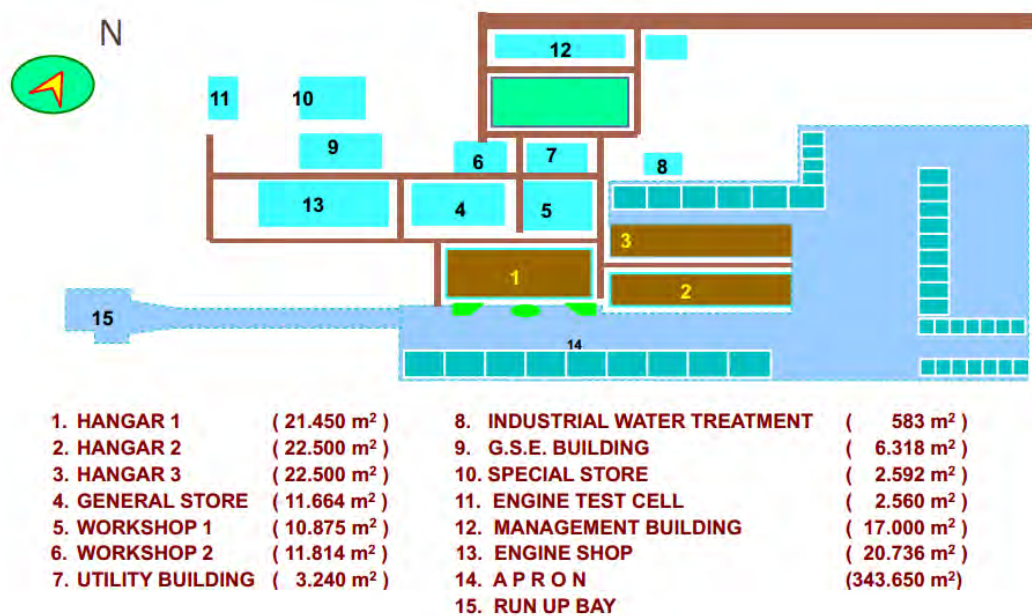 N
12
11
10
9
6
7
8
13
4
5
3
1
2
15
14
1. HANGAR 1 ( 21.450 m² )
2. HANGAR 2 ( 22.500 m² )
3. HANGAR 3 ( 22.500 m² )
4. GENERAL STORE ( 11.664 m² )
5. WORKSHOP 1 ( 10.875 m² )
6. WORKSHOP 2 ( 11.814 m² )
7. UTILITY BUILDING ( 3.240 m² )
8. INDUSTRIAL WATER TREATMENT ( 583 m² )
9. G.S.E. BUILDING ( 6.318 m² )
10. SPECIAL STORE ( 2.592 m² )
11. ENGINE TEST CELL ( 2.560 m² )
12. MANAGEMENT BUILDING ( 17.000 m² )
13. ENGINE SHOP ( 20.736 m² )
14. A P R O N (343.650 m²)
15. RUN UP BAY